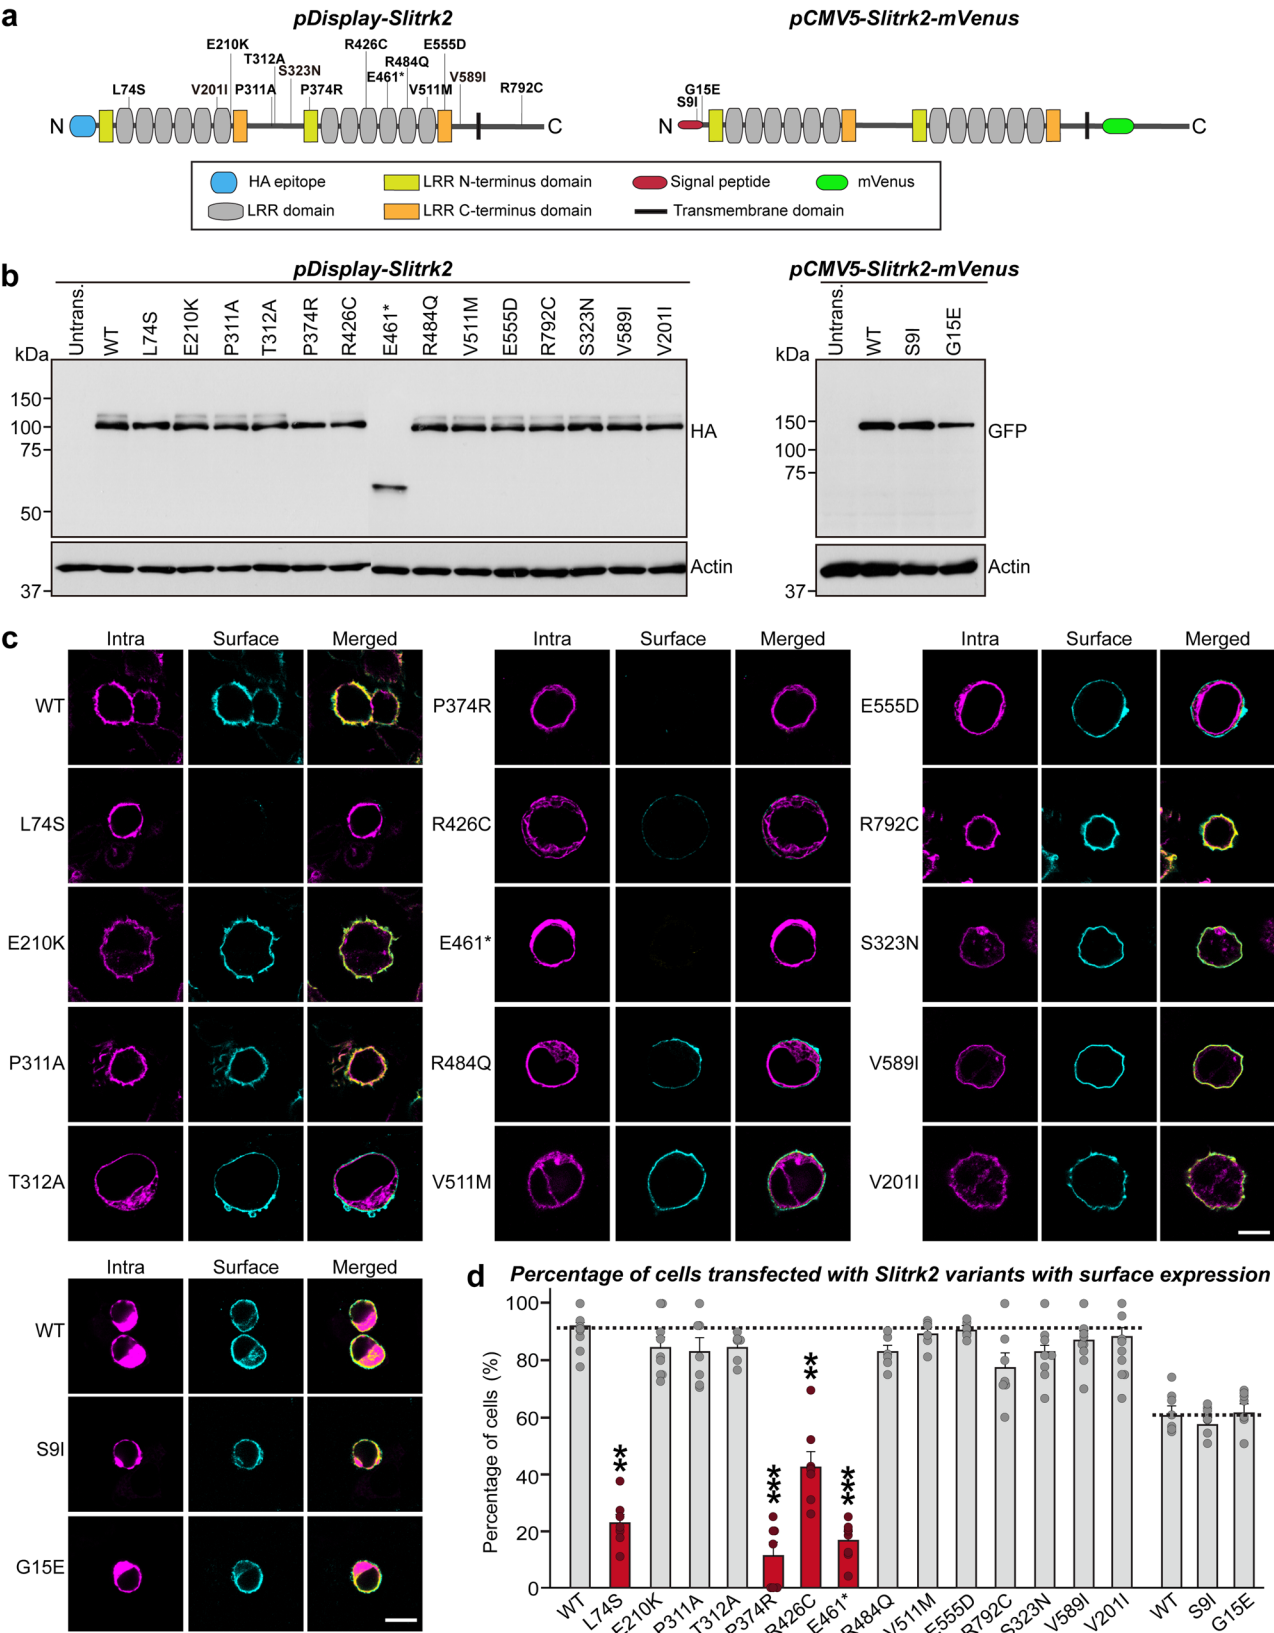 a
pDisplay-Slitrk2
pCMV5-Slitrk2-mVenus
E210K
R426C
E555D
T312A
R484Q
S323N
E461*
V589I
L74S
V201I
P311A
P374R
V511M
R792C
G15E
S9I
N
C
N
C
HA epitope
LRR N-terminus domain
Signal peptide
mVenus
LRR domain
LRR C-terminus domain
Transmembrane domain
b
pDisplay-Slitrk2
pCMV5-Slitrk2-mVenus
Untrans. WT L74S E210K P311A T312A P374R R426C E461* R484Q V511M E555D R792C S323N V589I V201I
Untrans. WT S9I G15E
kDa
150
100
75
50
37
HA
Actin
kDa
150
100
75
37
GFP
Actin
c
Intra Surface Merged
Intra Surface Merged
Intra Surface Merged
WT
P374R
E555D
L74S
R426C
R792C
E210K
E461*
S323N
P311A
R484Q
V589I
T312A
V511M
V201I
Intra Surface Merged
WT
S9I
G15E
d
Percentage of cells transfected with Slitrk2 variants with surface expression
Percentage of cells (%)
100
80
60
40
20
0
**
***
**
***
WT L74S E210K P311A T312A P374R R426C E461* R484Q V511M E555D R792C S323N V589I V201I WT S9I G15E